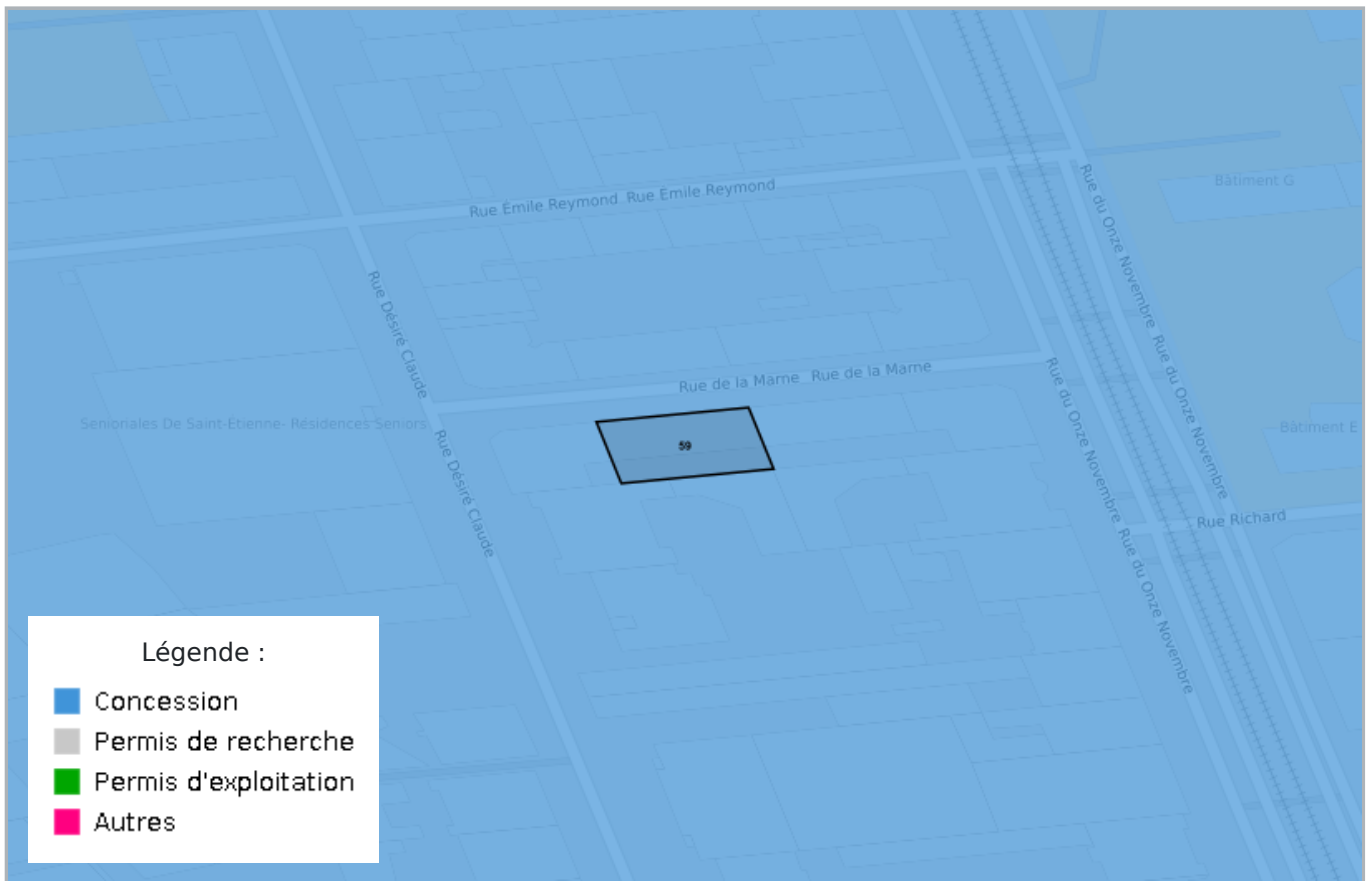 Bâtiment G
Rue Émile Reymond Rue Émile Reymond
Rue du Onze Novembre Rue du Onze Novembre
Rue Désiré Claude
Rue de la Marne Rue de la Marne
Senioriales De Saint-Étienne- Résidences Seniors
59
Bâtiment E
Rue Désiré Claude
Rue du Onze Novembre Rue du Onze Novembre
Rue Richard
Légende :
Concession
Permis de recherche
Permis d'exploitation
Autres